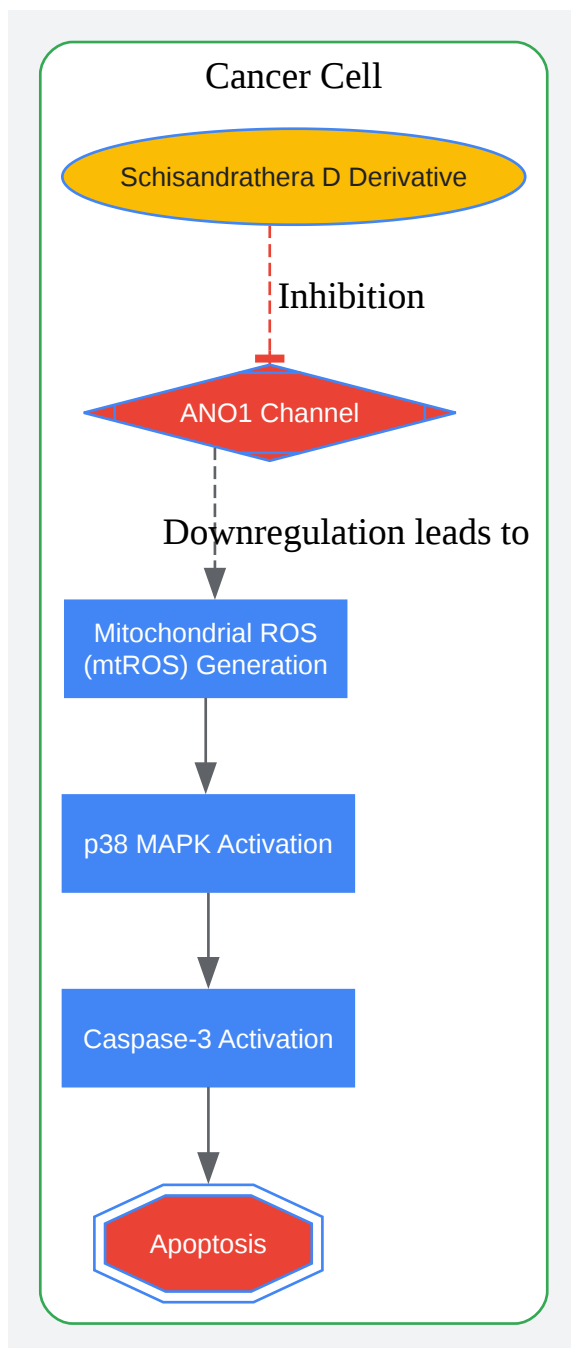 Cancer Cell
Schisandrathera D Derivative
Inhibition
ANO1 Channel
Downregulation leads to
Mitochondrial ROS
(mtROS) Generation
p38 MAPK Activation
Caspase-3 Activation
Apoptosis